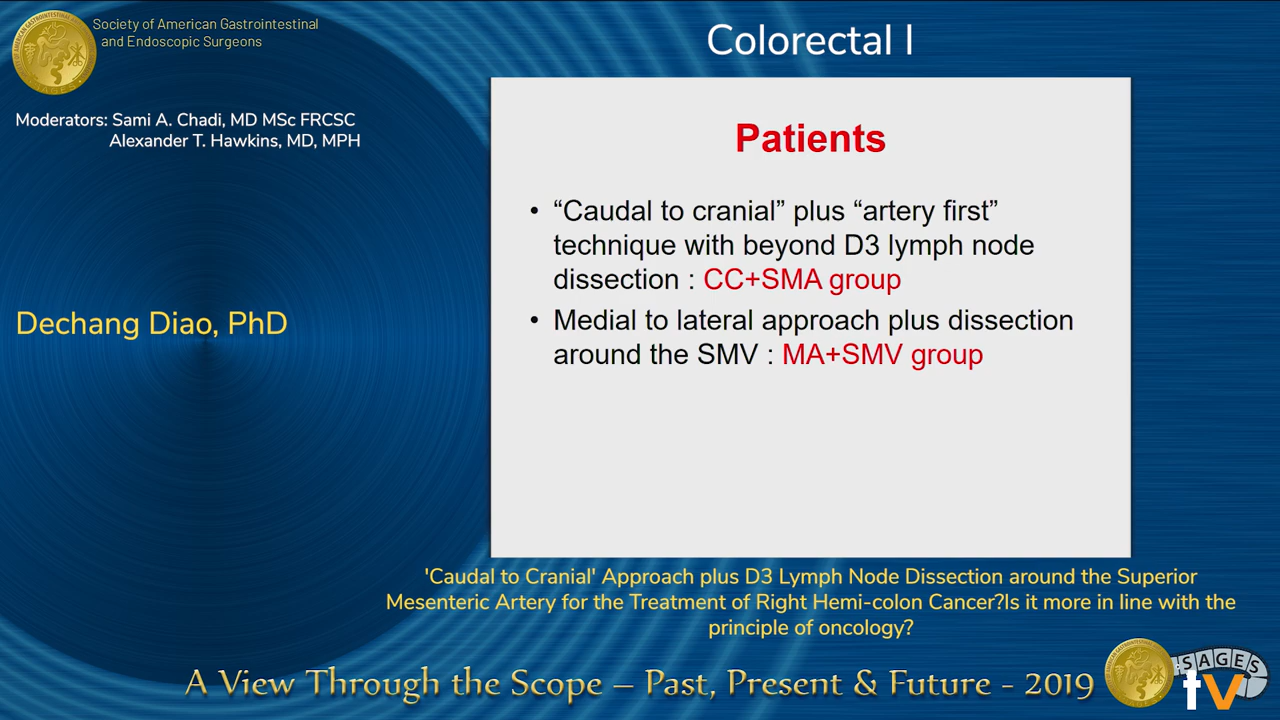 Society of American Gastrointestinal
and Endoscopic Surgeons
Colorectal I
Moderators: Sami A. Chadi, MD MSc FRCSC
Alexander T. Hawkins, MD, MPH
Patients
• “Caudal to cranial” plus “artery first”
technique with beyond D3 lymph node
dissection : CC+SMA group
• Medial to lateral approach plus dissection
around the SMV : MA+SMV group
Dechang Diao, PhD
'Caudal to Cranial' Approach plus D3 Lymph Node Dissection around the Superior
Mesenteric Artery for the Treatment of Right Hemi-colon Cancer?Is it more in line with the
principle of oncology?
A View Through the Scope – Past, Present & Future - 2019
SAGES
tv